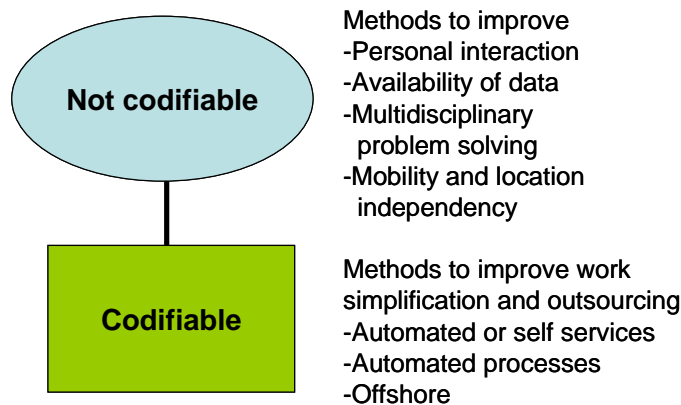 Not codifiable
Methods to improve
-Personal interaction
-Availability of data
-Multidisciplinary
problem solving
-Mobility and location
independency
Codifiable
Methods to improve work
simplification and outsourcing
-Automated or self services
-Automated processes
-Offshore